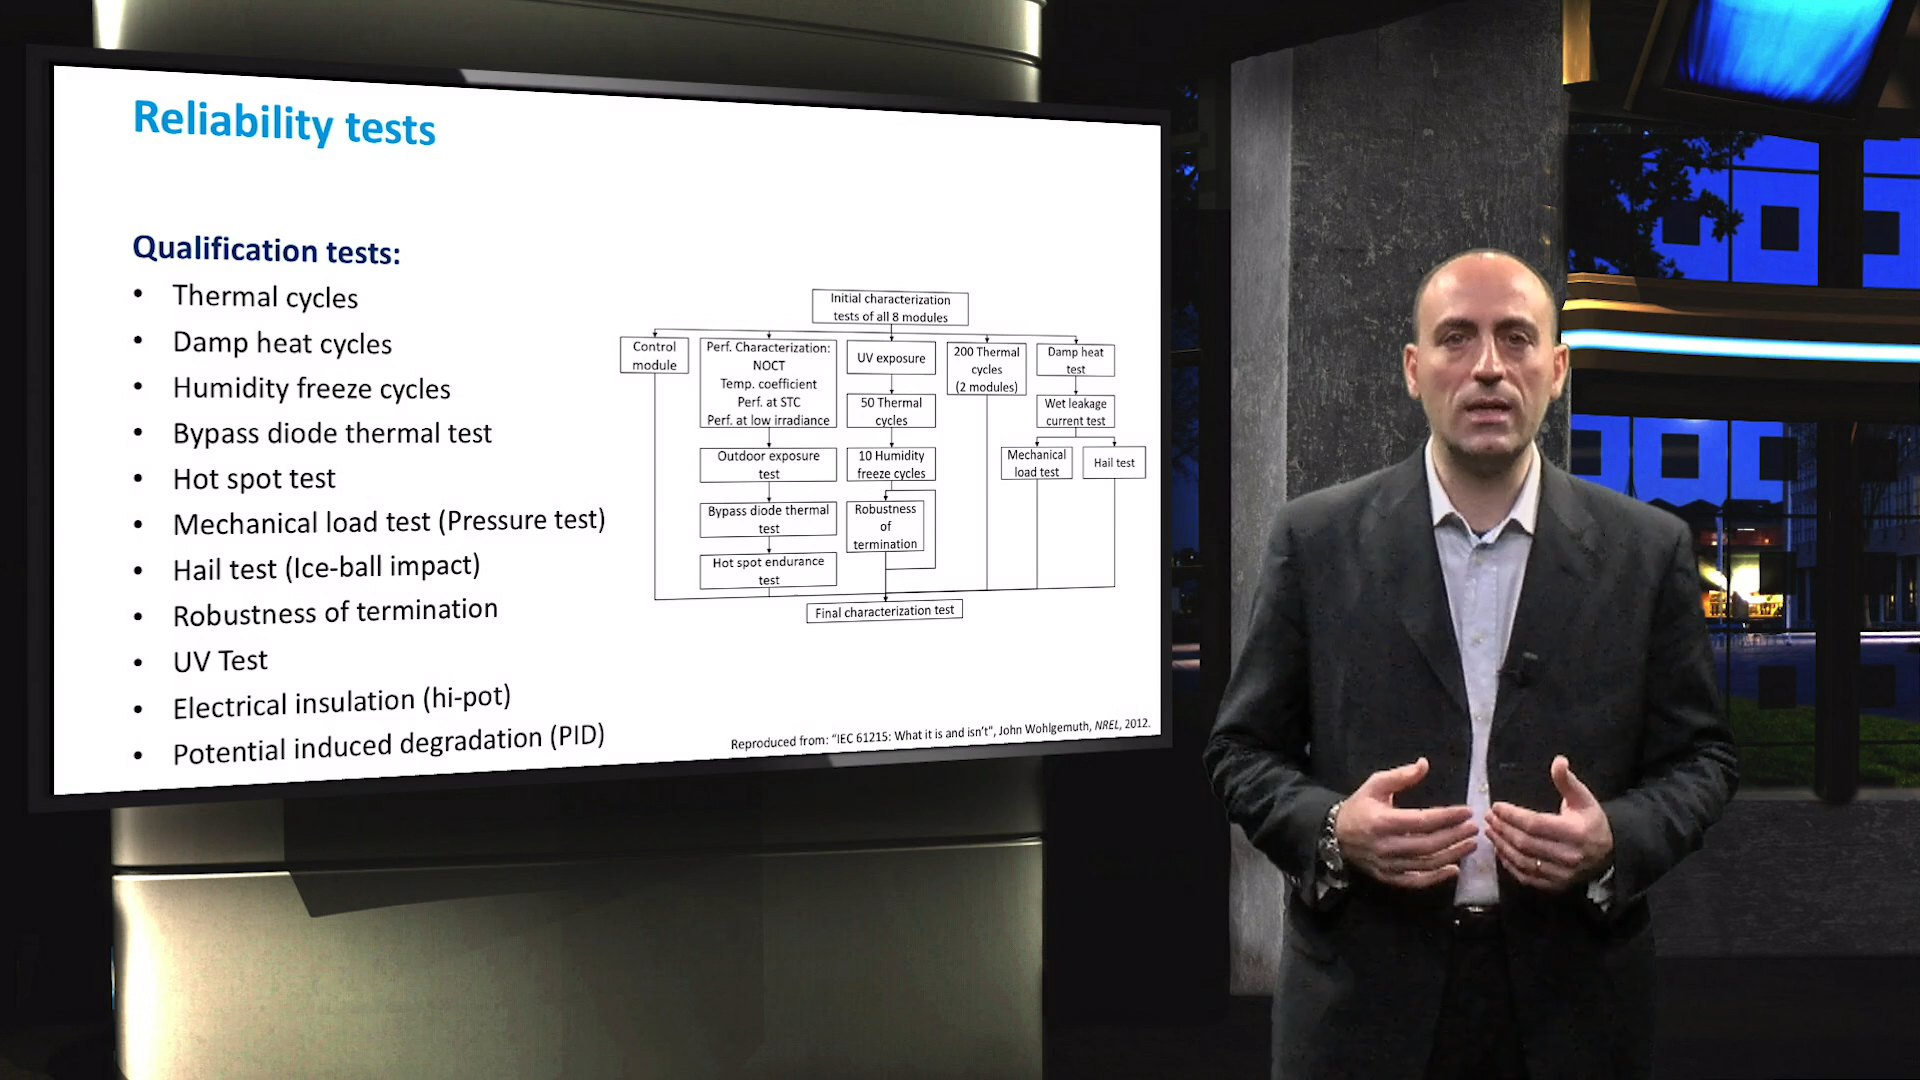 Reliability tests
Qualification tests:
• Thermal cycles
• Damp heat cycles
• Humidity freeze cycles
• Bypass diode thermal test
• Hot spot test
• Mechanical load test (Pressure test)
• Hail test (Ice-ball impact)
• Robustness of termination
• UV Test
• Electrical insulation (hi-pot)
• Potential induced degradation (PID)
Initial characterization
tests of all 8 modules
Control
module
Perf. Characterization:
NOCT
Temp. coefficient
Perf. at STC
Perf. at low irradiance
Outdoor exposure
test
Bypass diode thermal
test
Hot spot endurance
test
UV exposure
50 Thermal
cycles
10 Humidity
freeze cycles
Robustness
of
termination
200 Thermal
cycles
(2 modules)
Damp heat
test
Wet leakage
current test
Mechanical
load test
Hail test
Final characterization test
Reproduced from: "IEC 61215: What it is and isn't", John Wohlgemuth, NREL, 2012.